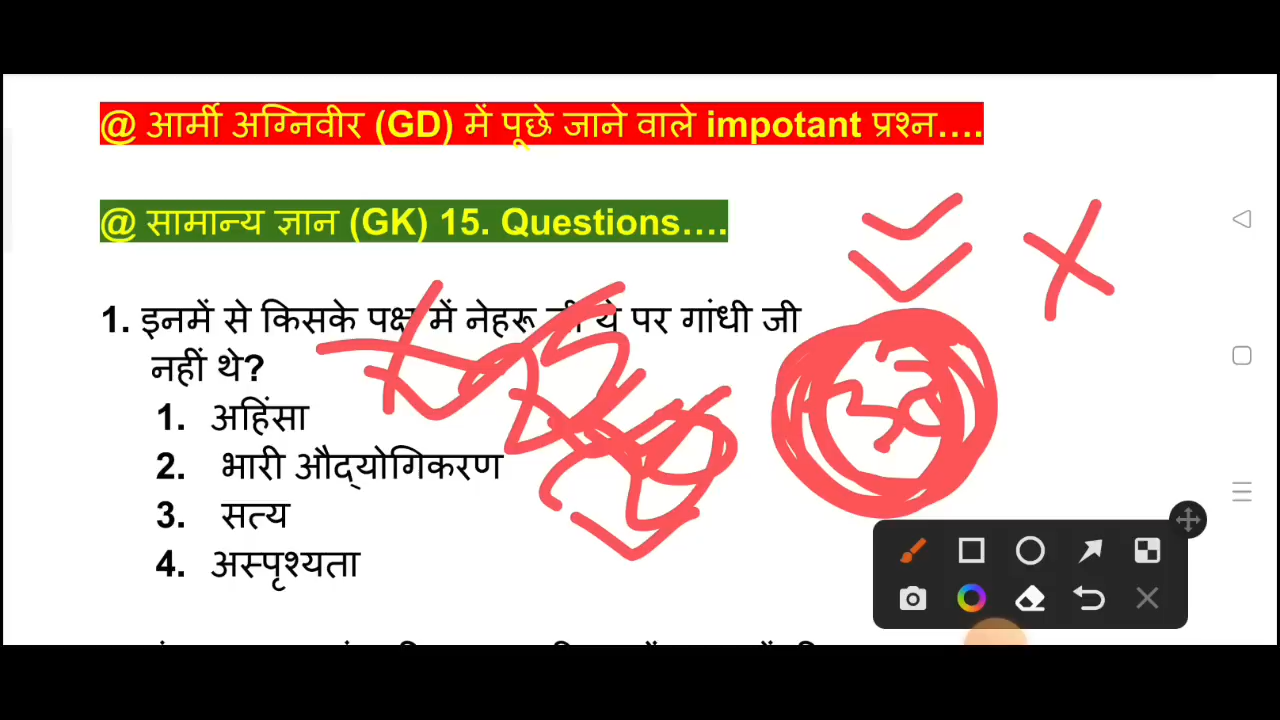 @ आर्मी अग्निवीर (GD) में पूछे जाने वाले impotant प्रश्न....
@ सामान्य ज्ञान (GK) 15. Questions....
1. इनमें से किसके पक्ष में नेहरू जी थे पर गांधी जी
नहीं थे?
1. अहिंसा
2. भारी औद्योगिकरण
3. सत्य
4. अस्पृश्यता